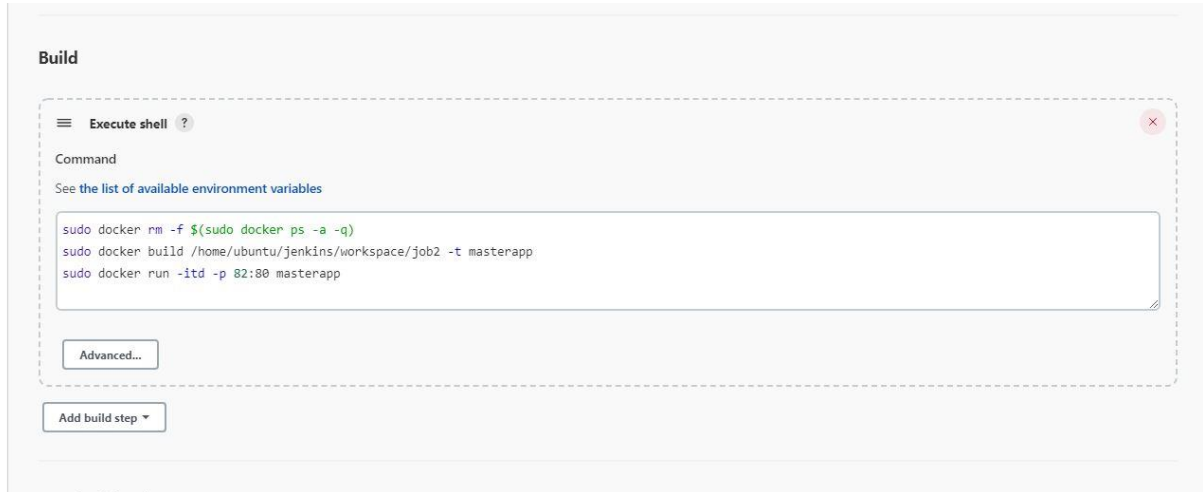 Build
Execute shell ?
Command
See the list of available environment variables
sudo docker rm -f $(sudo docker ps -a -q)
sudo docker build /home/ubuntu/jenkins/workspace/job2 -t masterapp
sudo docker run -itd -p 82:80 masterapp
Advanced...
Add build step